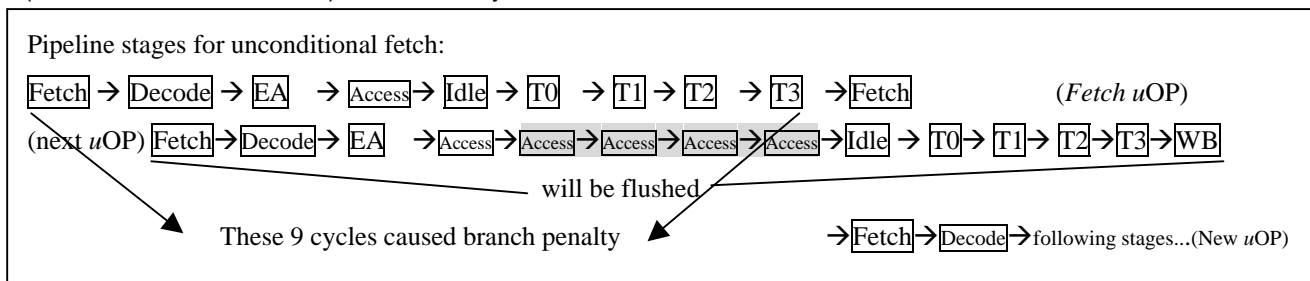 Pipeline stages for unconditional fetch:
Fetch → Decode → EA → Access → Idle → T0 → T1 → T2 → T3 → Fetch (Fetch uOP)
(next uOP) Fetch → Decode → EA → Access → Access → Access → Access → Access → Idle → T0 → T1 → T2 → T3 → WB
will be flushed
These 9 cycles caused branch penalty → Fetch → Decode → following stages...(New uOP)